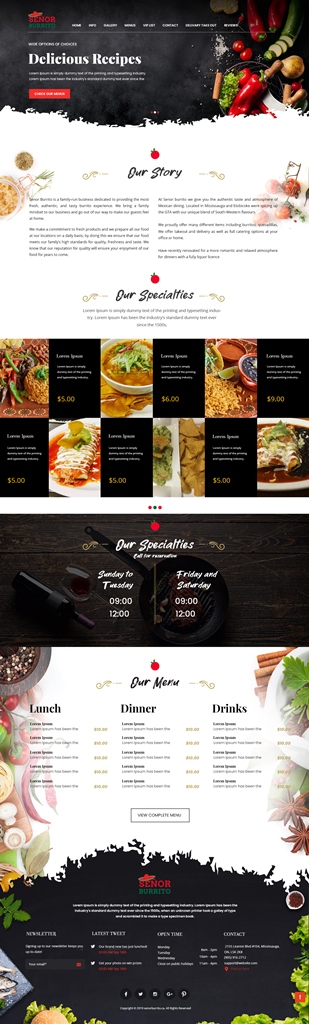 SENOR
BURRITO
HOME INFO GALLERY MENUS VIP LIST CONTACT DELIVERY TAKE OUT REVIEWS
WIDE OPTIONS OF CHOICES
Delicious Recipes
Lorem Ipsum is simply dummy text of the printing and typesetting industry.
Lorem Ipsum has been the industry's standard dummy text ever since the
CHECK OUR MENUS
Our Story
Senor Burrito is a family-run business dedicated to providing the most
fresh, authentic, and tasty burrito experience. We bring a family
mindset to our business and go out of our way to make our guests feel
at home.
We make a commitment to fresh products and we prepare all our food
at our locations on a daily basis, by doing this we ensure that our food
meets our family's high standards for quality, freshness and taste. We
know that our reputation for quality will ensure your enjoyment of our
food for years to come.
At Senor burrito we give you the authentic taste and atmosphere of
Mexican dining. Located in Mississauga and Etobicoke we're spicing up
the GTA with our unique blend of South-Western flavours.
We proudly offer many different items including burritos quesadillas.
We offer takeout and delivery as well as full catering options at your
office or home.
Have recently renovated for a more romantic and relaxed atmosphere
for dinners with a fully liquor licence.
Our Specialties
Lorem Ipsum is simply dummy text of the printing and typesetting indus-
try. Lorem Ipsum has been the industry's standard dummy text ever
since the 1500s,
Lorem Ipsum
Lorem Ipsum is simply
dummy text of the printing
and typesetting industry.
$5.00
Lorem Ipsum
Lorem Ipsum is simply
dummy text of the printing
and typesetting industry.
$6.00
Lorem Ipsum
Lorem Ipsum is simply
dummy text of the printing
and typesetting industry.
$9.00
Lorem Ipsum
Lorem Ipsum is simply
dummy text of the printing
and typesetting industry.
$5.00
Lorem Ipsum
Lorem Ipsum is simply
dummy text of the printing
and typesetting industry.
$5.00
Lorem Ipsum
Lorem Ipsum is simply
dummy text of the printing
and typesetting industry.
$5.00
Our Specialties
Call for reservation
Sunday to
Tuesday
09:00
12:00
Friday and
Saturday
09:00
12:00
Our Menu
Lunch
Lorem Ipsum
Lorem Ipsum has been the $10.00
Lorem Ipsum
Lorem Ipsum has been the $10.00
Lorem Ipsum
Lorem Ipsum has been the $10.00
Lorem Ipsum
Lorem Ipsum has been the $10.00
Lorem Ipsum
Lorem Ipsum has been the $10.00
Dinner
Lorem Ipsum
Lorem Ipsum has been the $10.00
Lorem Ipsum
Lorem Ipsum has been the $10.00
Lorem Ipsum
Lorem Ipsum has been the $10.00
Lorem Ipsum
Lorem Ipsum has been the $10.00
Lorem Ipsum
Lorem Ipsum has been the $10.00
Drinks
Lorem Ipsum
Lorem Ipsum has been the $10.00
Lorem Ipsum
Lorem Ipsum has been the $10.00
Lorem Ipsum
Lorem Ipsum has been the $10.00
Lorem Ipsum
Lorem Ipsum has been the $10.00
Lorem Ipsum
Lorem Ipsum has been the $10.00
VIEW COMPLETE MENU
SENOR
BURRITO
Lorem Ipsum is simply dummy text of the printing and typesetting industry. Lorem Ipsum has been the
industry's standard dummy text ever since the 1500s, when an unknown printer took a galley of type
and scrambled it to make a type specimen book.
NEWSLETTER
Signing up to our newsletter keeps you
up to date!
Your email
LATEST TWEET
Our brand new taxi just lunched!
Get your photo on win prizes
OPEN TIME
Monday - Tuesday 9am - 2pm
Wednesday 10am - 5pm
Close on public holidays 11am - 9pm
CONTACT
2155 Leanne Blvd #104, Mississauga,
ON, L5K 2K8
(905) 916-2713
support@website.com